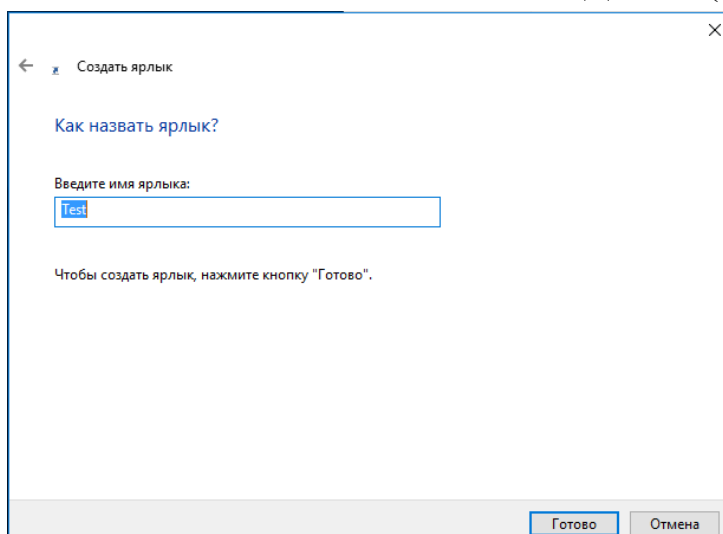 Создать ярлык
Как назвать ярлык?
Введите имя ярлыка:
Test
Чтобы создать ярлык, нажмите кнопку "Готово".
Готово
Отмена